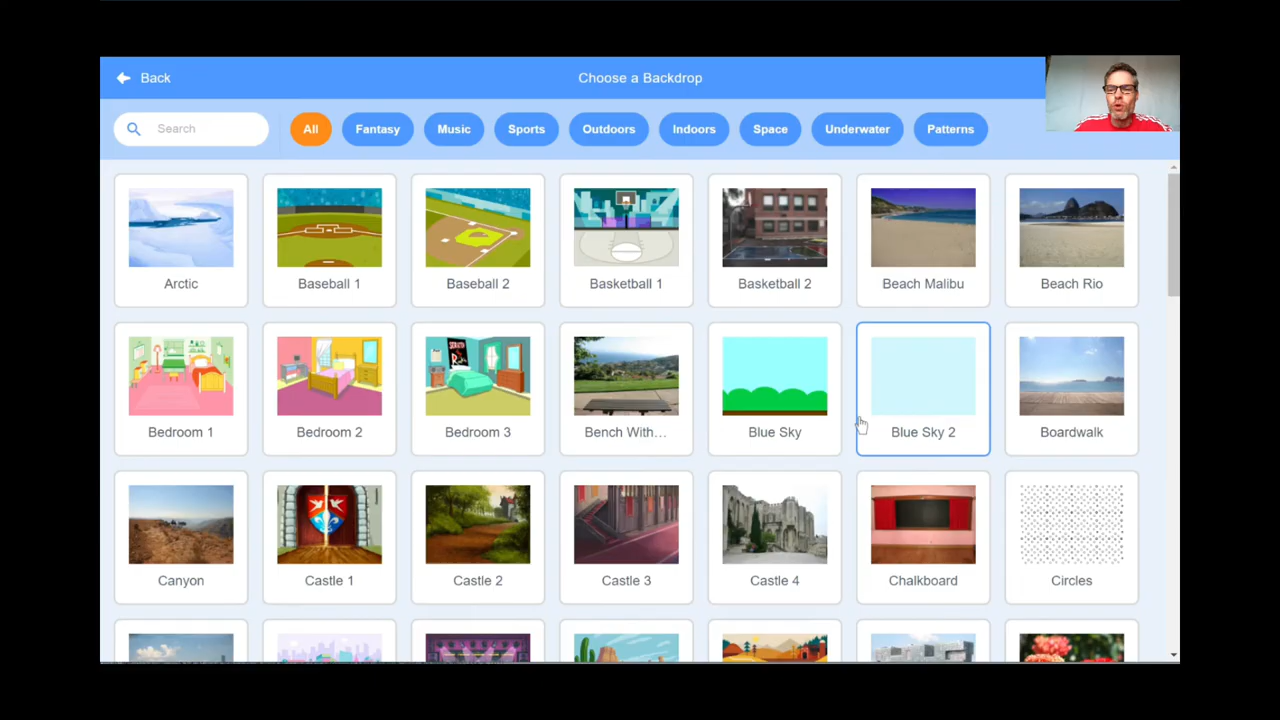 Back
Choose a Backdrop
Search
All
Fantasy
Music
Sports
Outdoors
Indoors
Space
Underwater
Patterns
Arctic
Baseball 1
Baseball 2
Basketball 1
Basketball 2
Beach Malibu
Beach Rio
Bedroom 1
Bedroom 2
Bedroom 3
Bench With...
Blue Sky
Blue Sky 2
Boardwalk
Canyon
Castle 1
Castle 2
Castle 3
Castle 4
Chalkboard
Circles